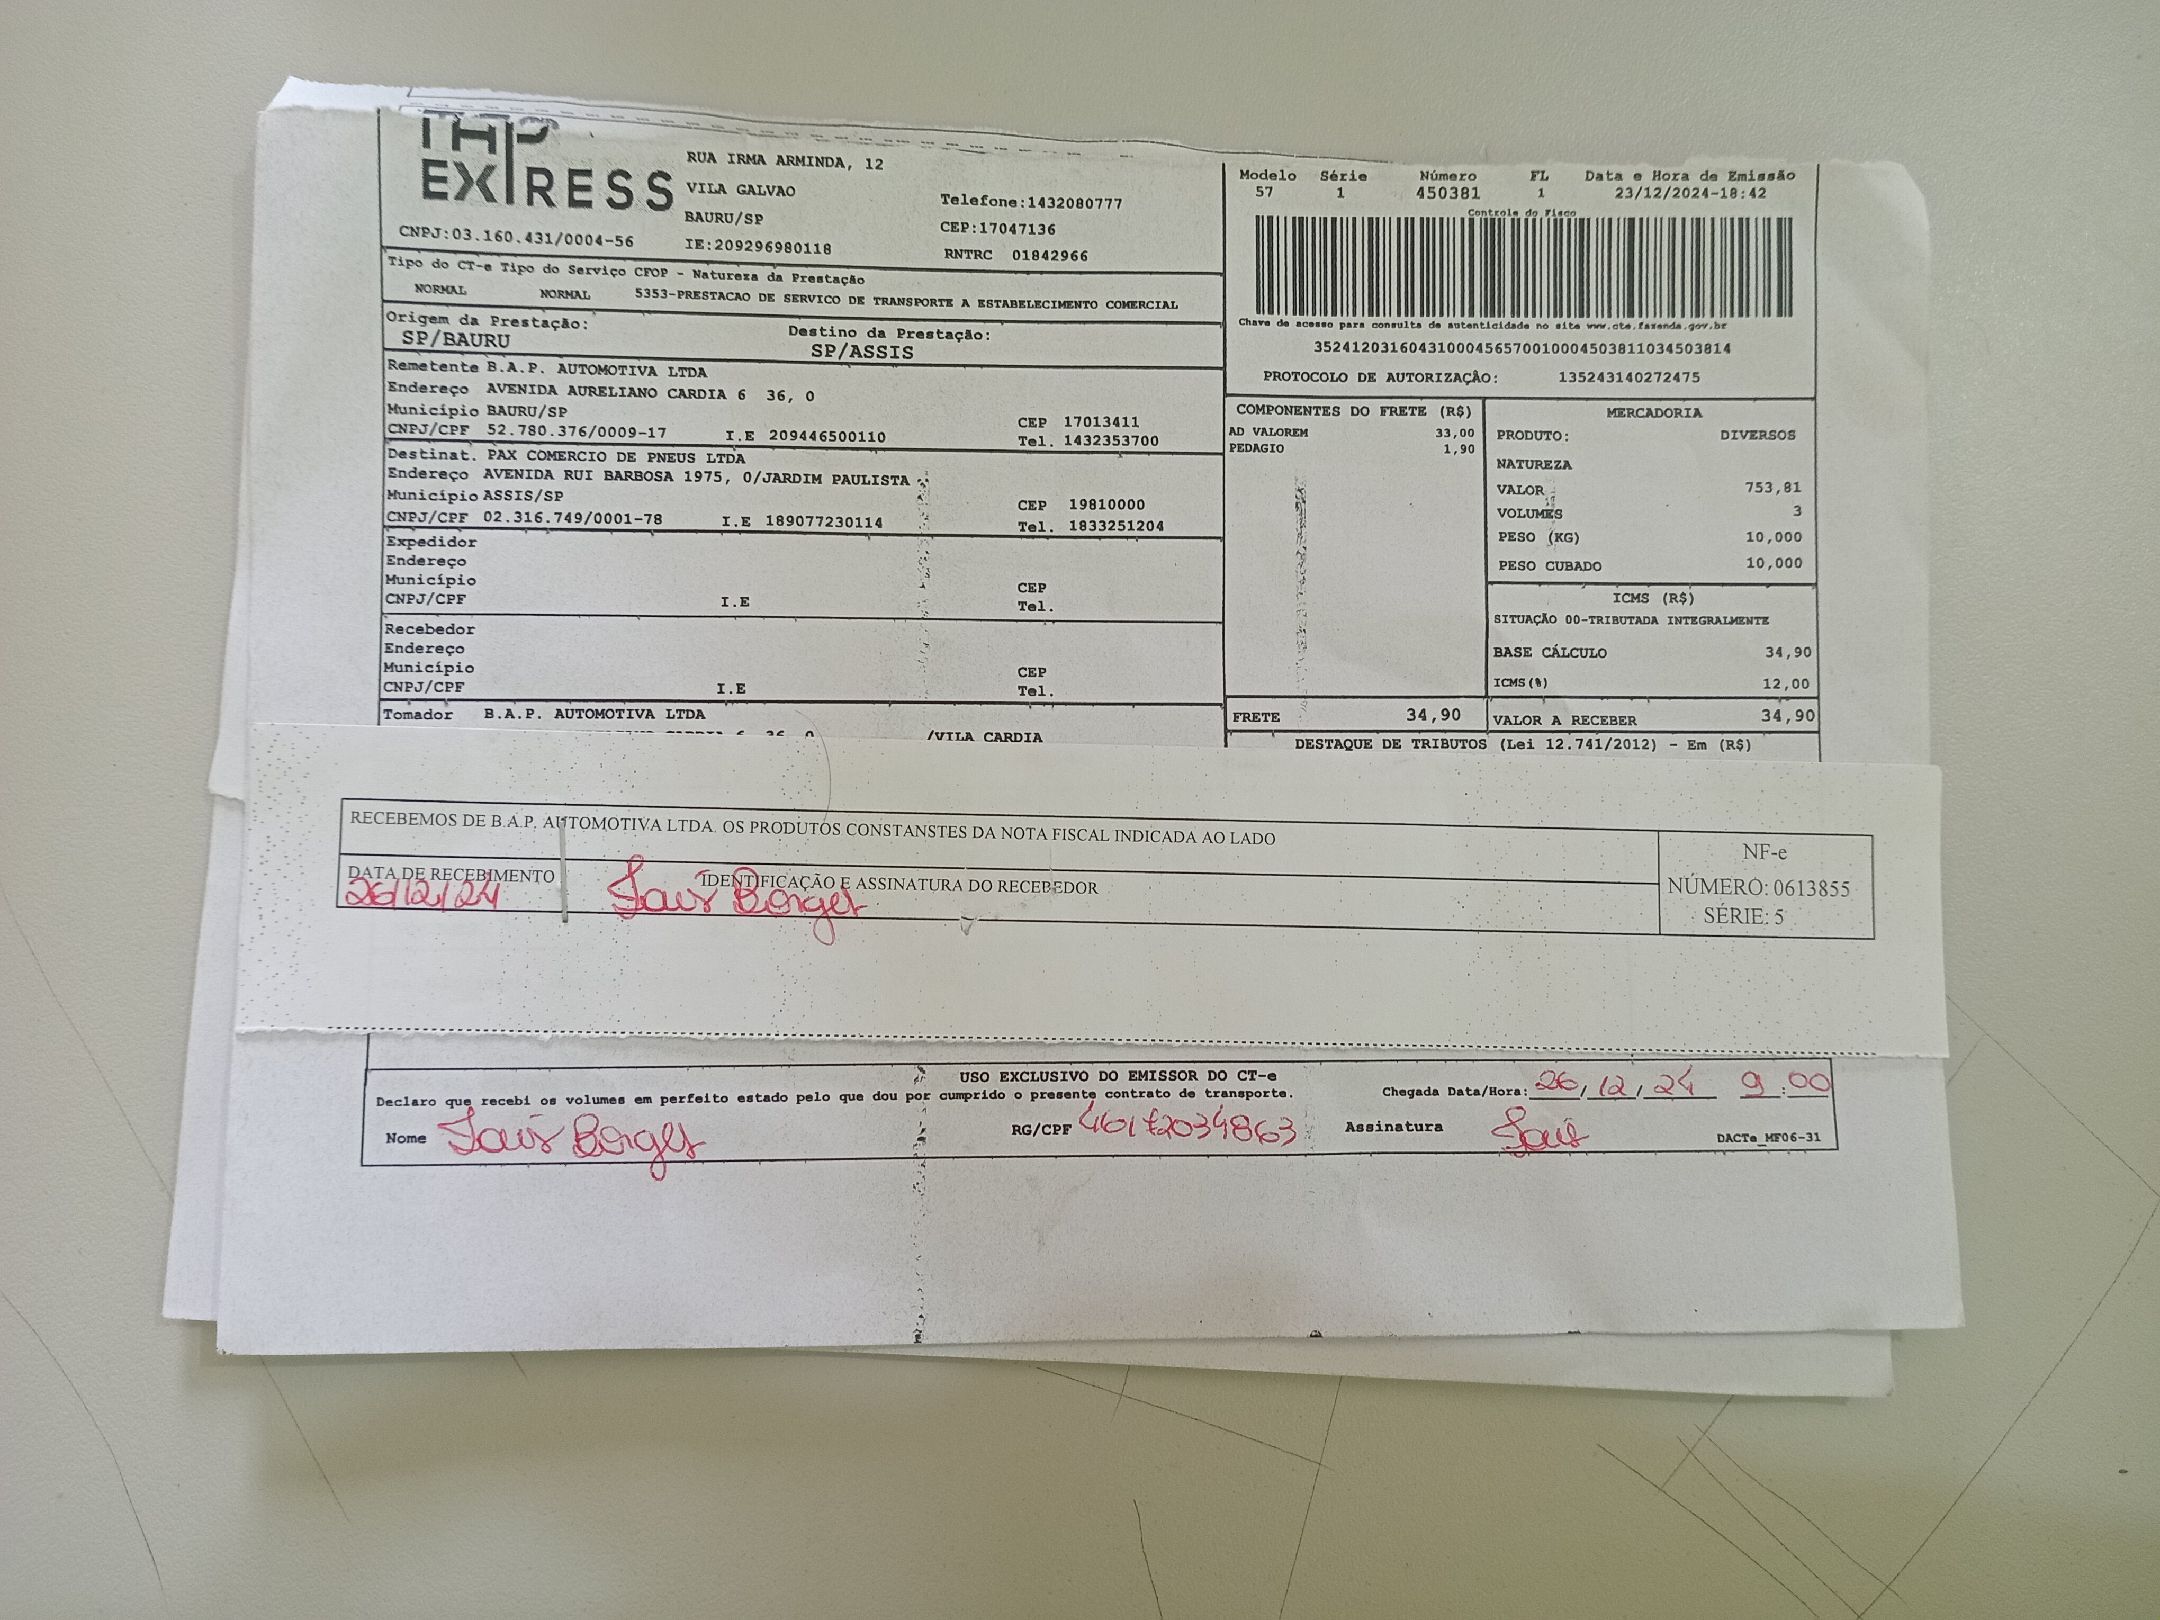 THP
EXPRESS
RUA IRMA ARMINDA, 12
VILA GALVAO
BAURU/SP
Telefone:1432080777
CEP:17047136
CNPJ:03.160.431/0004-56
IE:209296980118
RNTRC 01842966
Tipo do CT-e Tipo do Serviço CFOP - Natureza da Prestação
NORMAL NORMAL 5353-PRESTACAO DE SERVICO DE TRANSPORTE A ESTABELECIMENTO COMERCIAL
Origem da Prestação: Destino da Prestação:
SP/BAURU SP/ASSIS
Remetente B.A.P. AUTOMOTIVA LTDA
Endereço AVENIDA AURELIANO CARDIA 6 36, 0
Município BAURU/SP CEP 17013411
CNPJ/CPF 52.780.376/0009-17 I.E 209446500110 Tel. 1432353700
Destinat. PAX COMERCIO DE PNEUS LTDA
Endereço AVENIDA RUI BARBOSA 1975, 0/JARDIM PAULISTA
Município ASSIS/SP CEP 19810000
CNPJ/CPF 02.316.749/0001-78 I.E 189077230114 Tel. 1833251204
Expedidor
Endereço
Município CEP
CNPJ/CPF I.E Tel.
Recebedor
Endereço
Município CEP
CNPJ/CPF I.E Tel.
Tomador B.A.P. AUTOMOTIVA LTDA
/VILA CARDIA
Modelo Série Número FL Data e Hora de Emissão
57 1 450381 1 23/12/2024-18:42
Controle do Fisco
Chave de acesso para consulta de autenticidade no site www.cte.fazenda.gov.br
35241203160431000456570010004503811034503814
PROTOCOLO DE AUTORIZAÇÃO: 135243140272475
COMPONENTES DO FRETE (R$)
AD VALOREM 33,00
PEDAGIO 1,90
FRETE 34,90
MERCADORIA
PRODUTO: DIVERSOS
NATUREZA
VALOR 753,81
VOLUMES 3
PESO (KG) 10,000
PESO CUBADO 10,000
ICMS (R$)
SITUAÇÃO 00-TRIBUTADA INTEGRALMENTE
BASE CÁLCULO 34,90
ICMS(%) 12,00
VALOR A RECEBER 34,90
DESTAQUE DE TRIBUTOS (Lei 12.741/2012) - Em (R$)
RECEBEMOS DE B.A.P. AUTOMOTIVA LTDA. OS PRODUTOS CONSTANSTES DA NOTA FISCAL INDICADA AO LADO
DATA DE RECEBIMENTO IDENTIFICAÇÃO E ASSINATURA DO RECEBEDOR
26/12/24 Borges
NF-e
NÚMERO: 0613855
SÉRIE: 5
USO EXCLUSIVO DO EMISSOR DO CT-e
Declaro que recebi os volumes em perfeito estado pelo que dou por cumprido o presente contrato de transporte. Chegada Data/Hora: 26/12/24 9:00
Nome Borges RG/CPF 46172034863 Assinatura DACTe_MF06-31